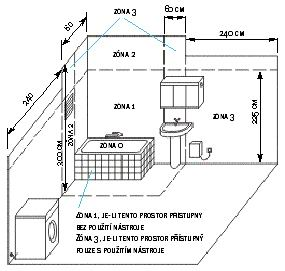 ZÓNA 3
60
60 CM
240 CM
ZÓNA 2
240
ZÓNA 1
ZÓNA 3
225 CM
300 CM
ZÓNA 2
ZÓNA 0
ZÓNA 1, JE-LI TENTO PROSTOR PŘÍSTUPNÝ
BEZ POUŽITÍ NÁSTROJE
ZÓNA 3, JE-LI TENTO PROSTOR PŘÍSTUPNÝ
POUZE S POUŽITÍM NÁSTROJE